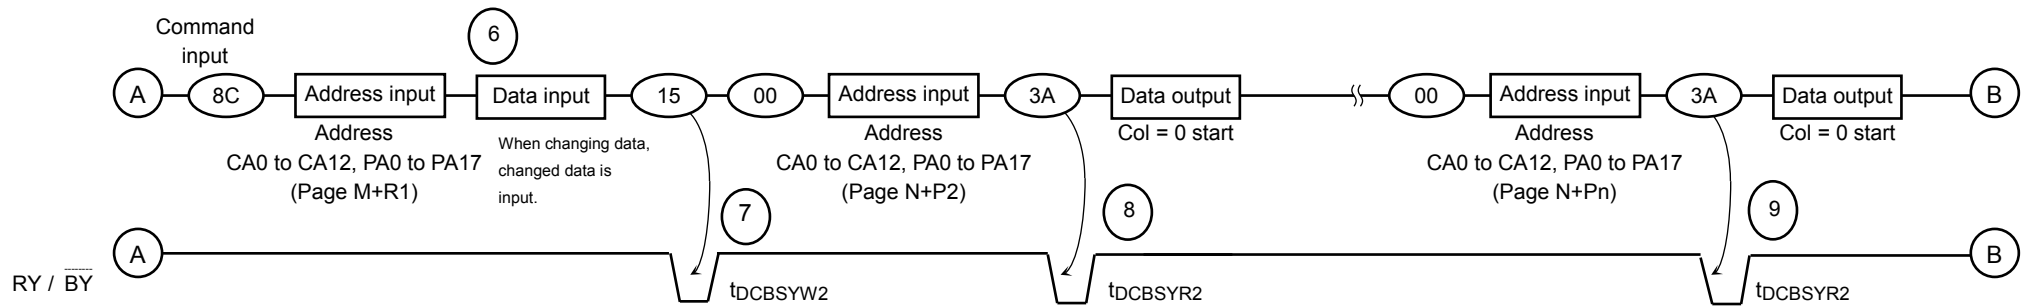 Command
input
6
A 8C Address input Data input 15 00 Address input 3A Data output 00 Address input 3A Data output B
Address
CA0 to CA12, PA0 to PA17
(Page M+R1)
When changing data,
changed data is
input.
Address
CA0 to CA12, PA0 to PA17
(Page N+P2)
Col = 0 start
Address
CA0 to CA12, PA0 to PA17
(Page N+Pn)
Col = 0 start
7
8
9
A
B
RY / BY
tDCBSYW2
tDCBSYR2
tDCBSYR2